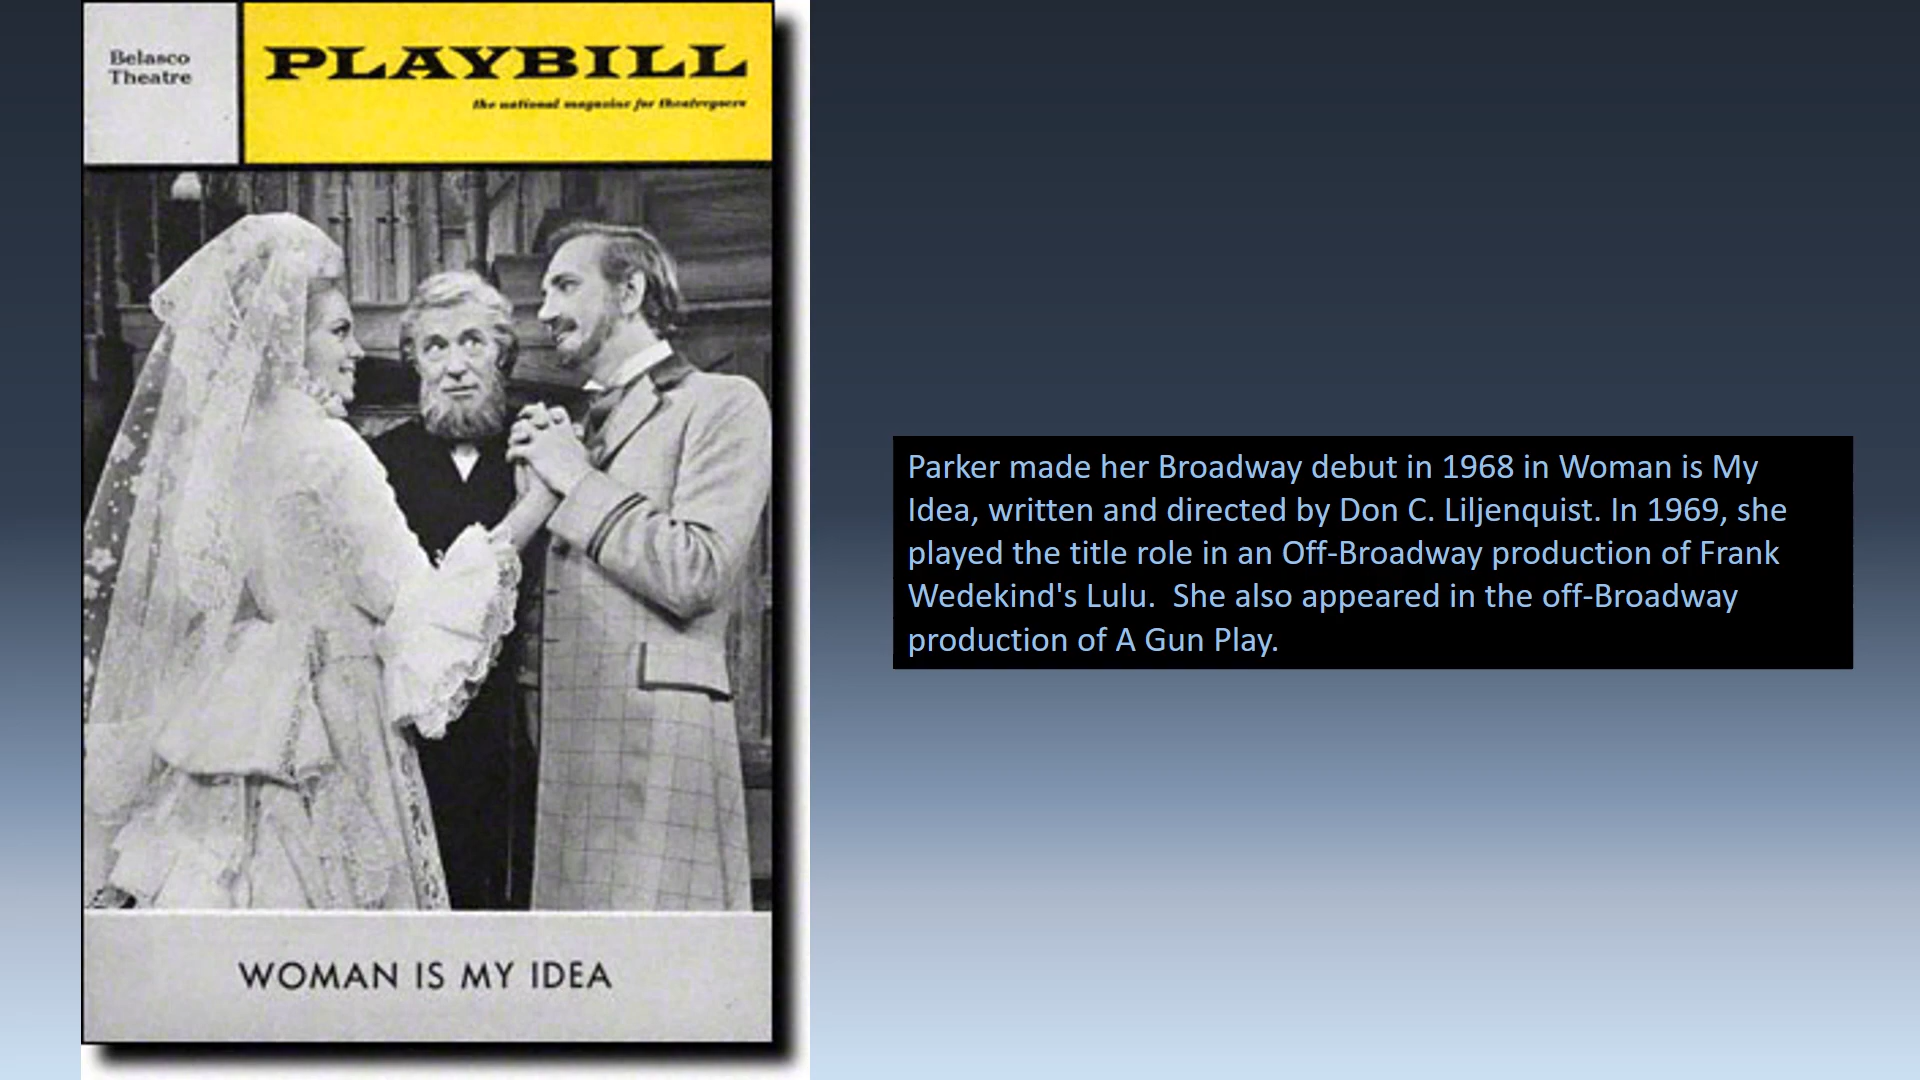 Belasco
Theatre
PLAYBILL
the national magazine for theatregoers
WOMAN IS MY IDEA
Parker made her Broadway debut in 1968 in Woman is My
Idea, written and directed by Don C. Liljenquist. In 1969, she
played the title role in an Off-Broadway production of Frank
Wedekind's Lulu.  She also appeared in the off-Broadway
production of A Gun Play.